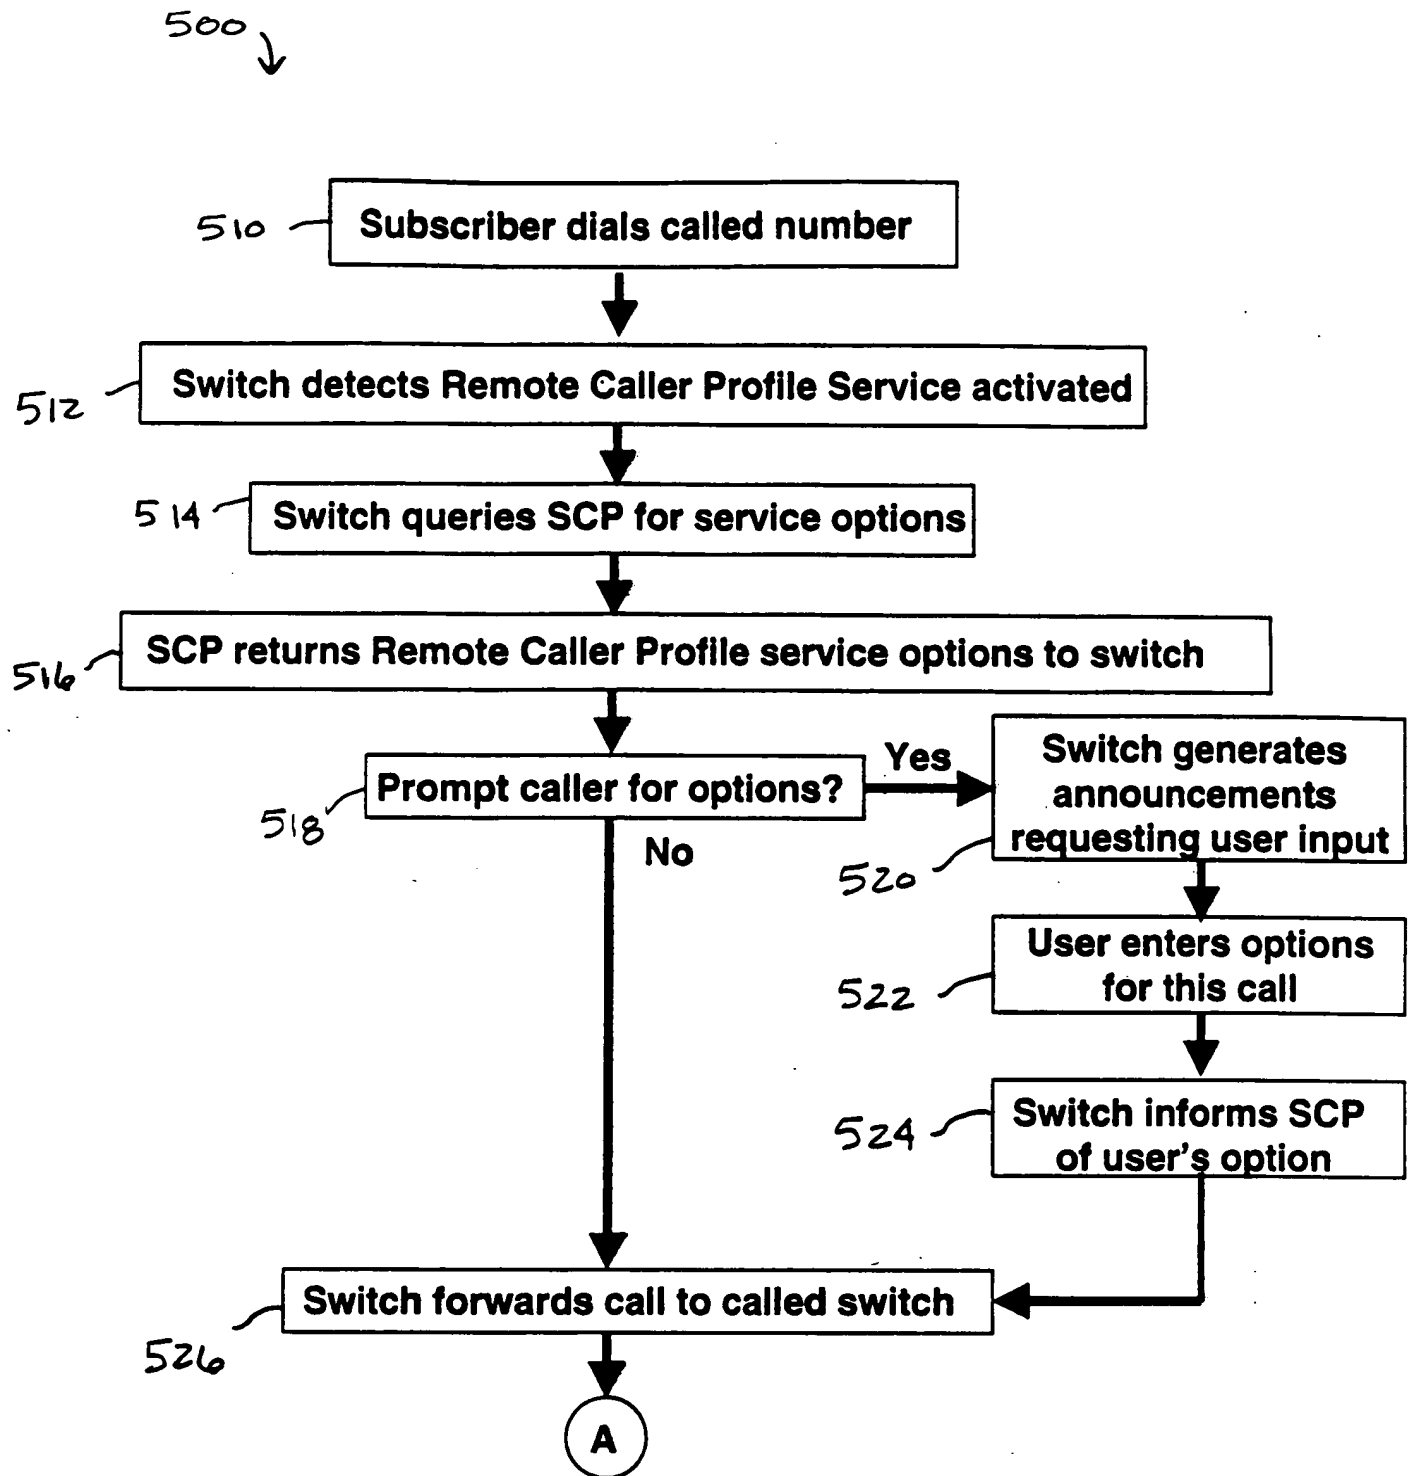 500
510
Subscriber dials called number
512
Switch detects Remote Caller Profile Service activated
514
Switch queries SCP for service options
516
SCP returns Remote Caller Profile service options to switch
518
Prompt caller for options?
Yes
No
520
Switch generates
announcements
requesting user input
522
User enters options
for this call
524
Switch informs SCP
of user's option
526
Switch forwards call to called switch
A